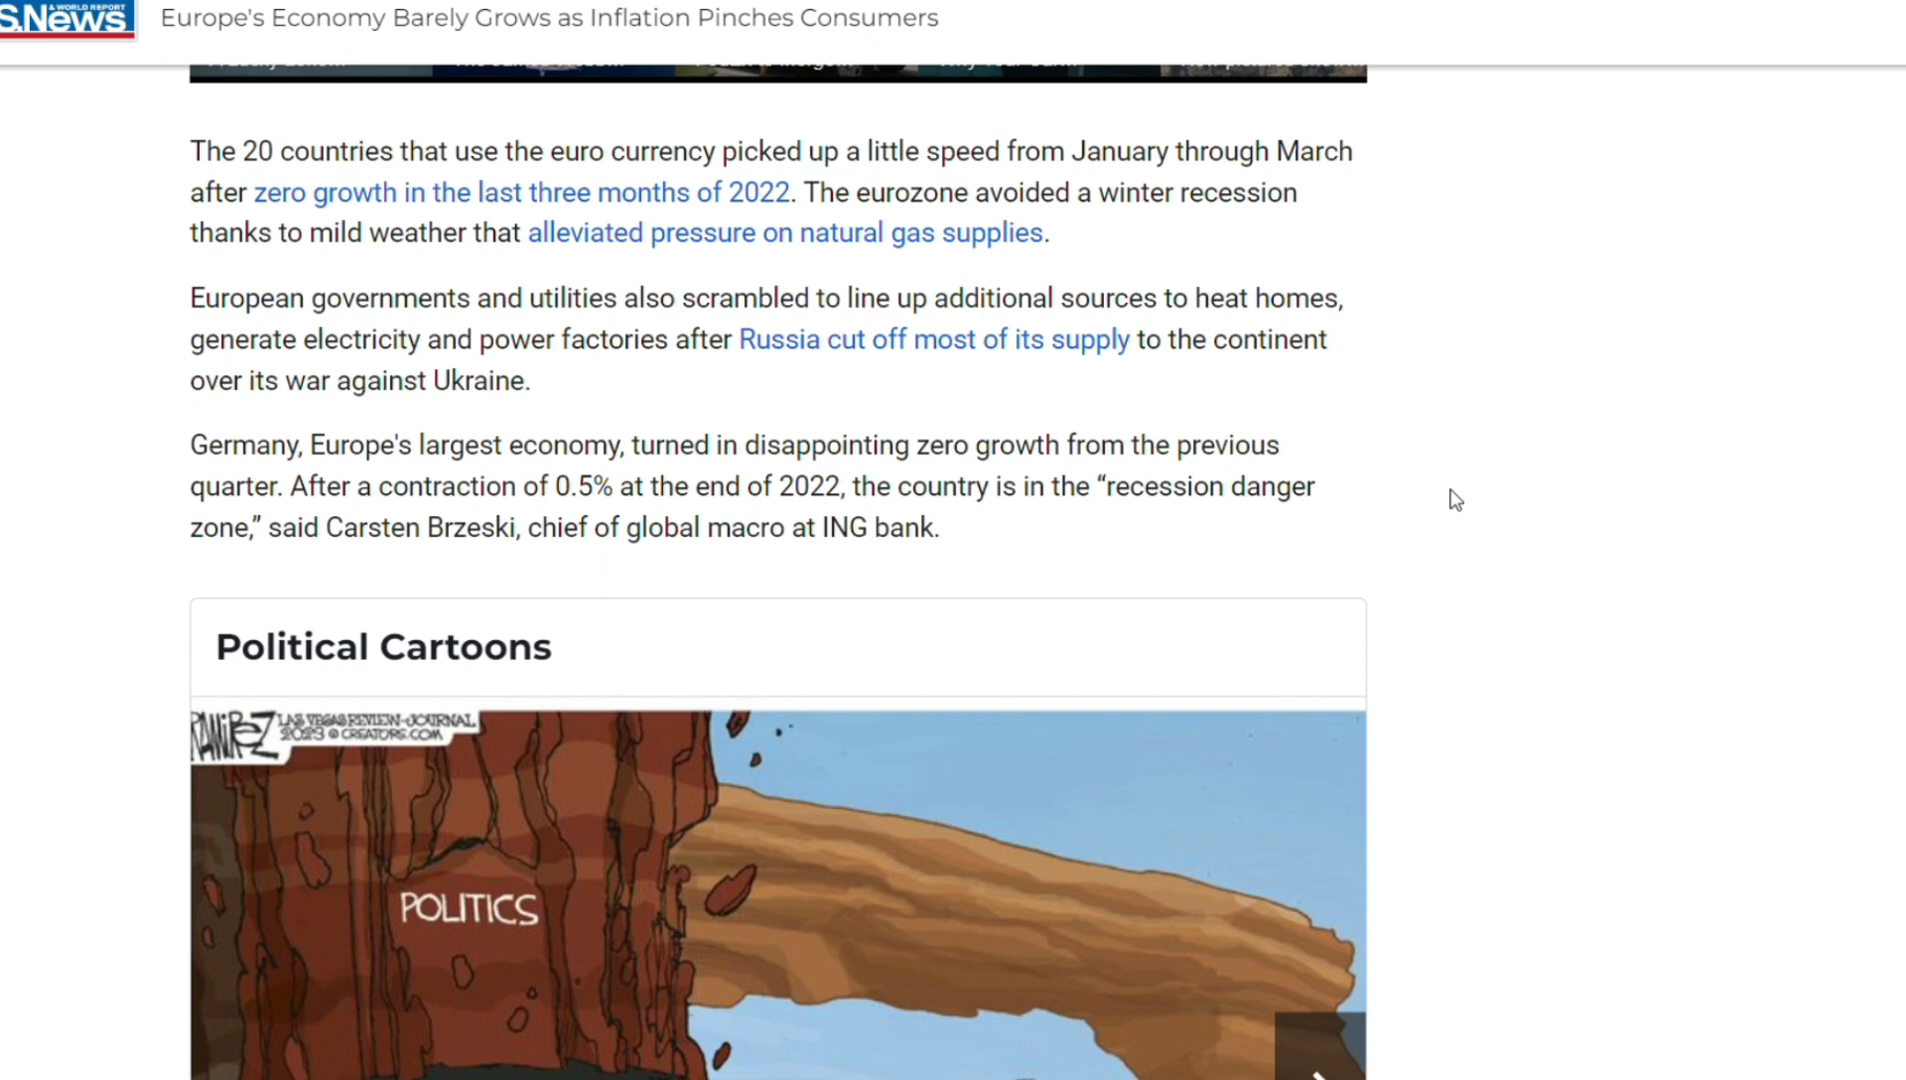 S.News
& WORLD REPORT
Europe's Economy Barely Grows as Inflation Pinches Consumers
The 20 countries that use the euro currency picked up a little speed from January through March
after zero growth in the last three months of 2022. The eurozone avoided a winter recession
thanks to mild weather that alleviated pressure on natural gas supplies.
European governments and utilities also scrambled to line up additional sources to heat homes,
generate electricity and power factories after Russia cut off most of its supply to the continent
over its war against Ukraine.
Germany, Europe's largest economy, turned in disappointing zero growth from the previous
quarter. After a contraction of 0.5% at the end of 2022, the country is in the “recession danger
zone,” said Carsten Brzeski, chief of global macro at ING bank.
Political Cartoons
RAMIREZ
LAS VEGAS REVIEW-JOURNAL
2023 © CREATORS.COM
POLITICS